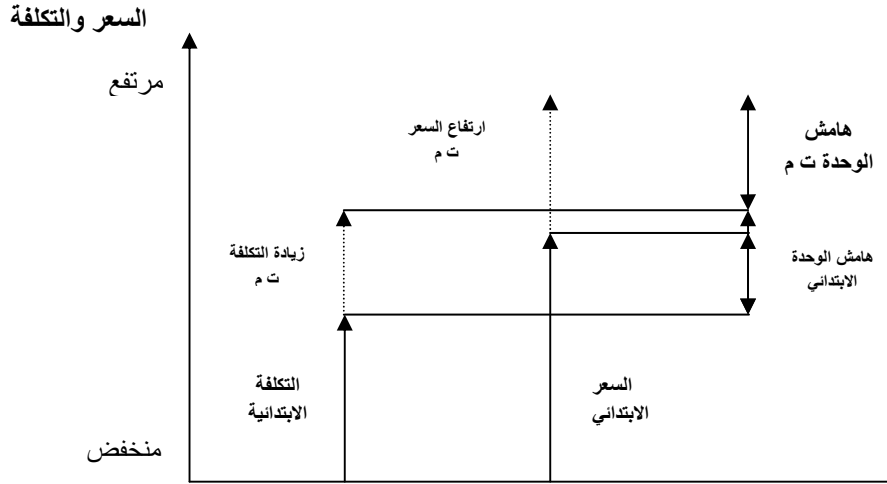 السعر والتكلفة
مرتفع
ارتفاع السعر
ت م
هامش
الوحدة ت م
زيادة التكلفة
ت م
هامش الوحدة
الابتدائي
التكلفة
الابتدائية
السعر
الابتدائي
منخفض